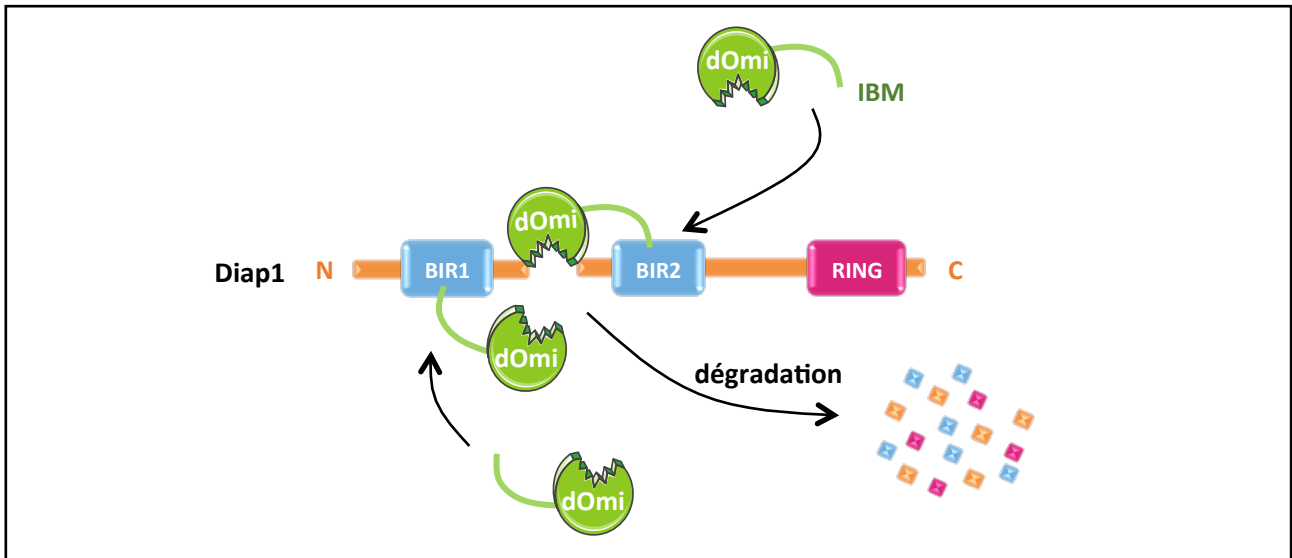 dOmi
IBM
dOmi
Diap1 N BIR1 BIR2 RING C
dOmi
dégradation
dOmi